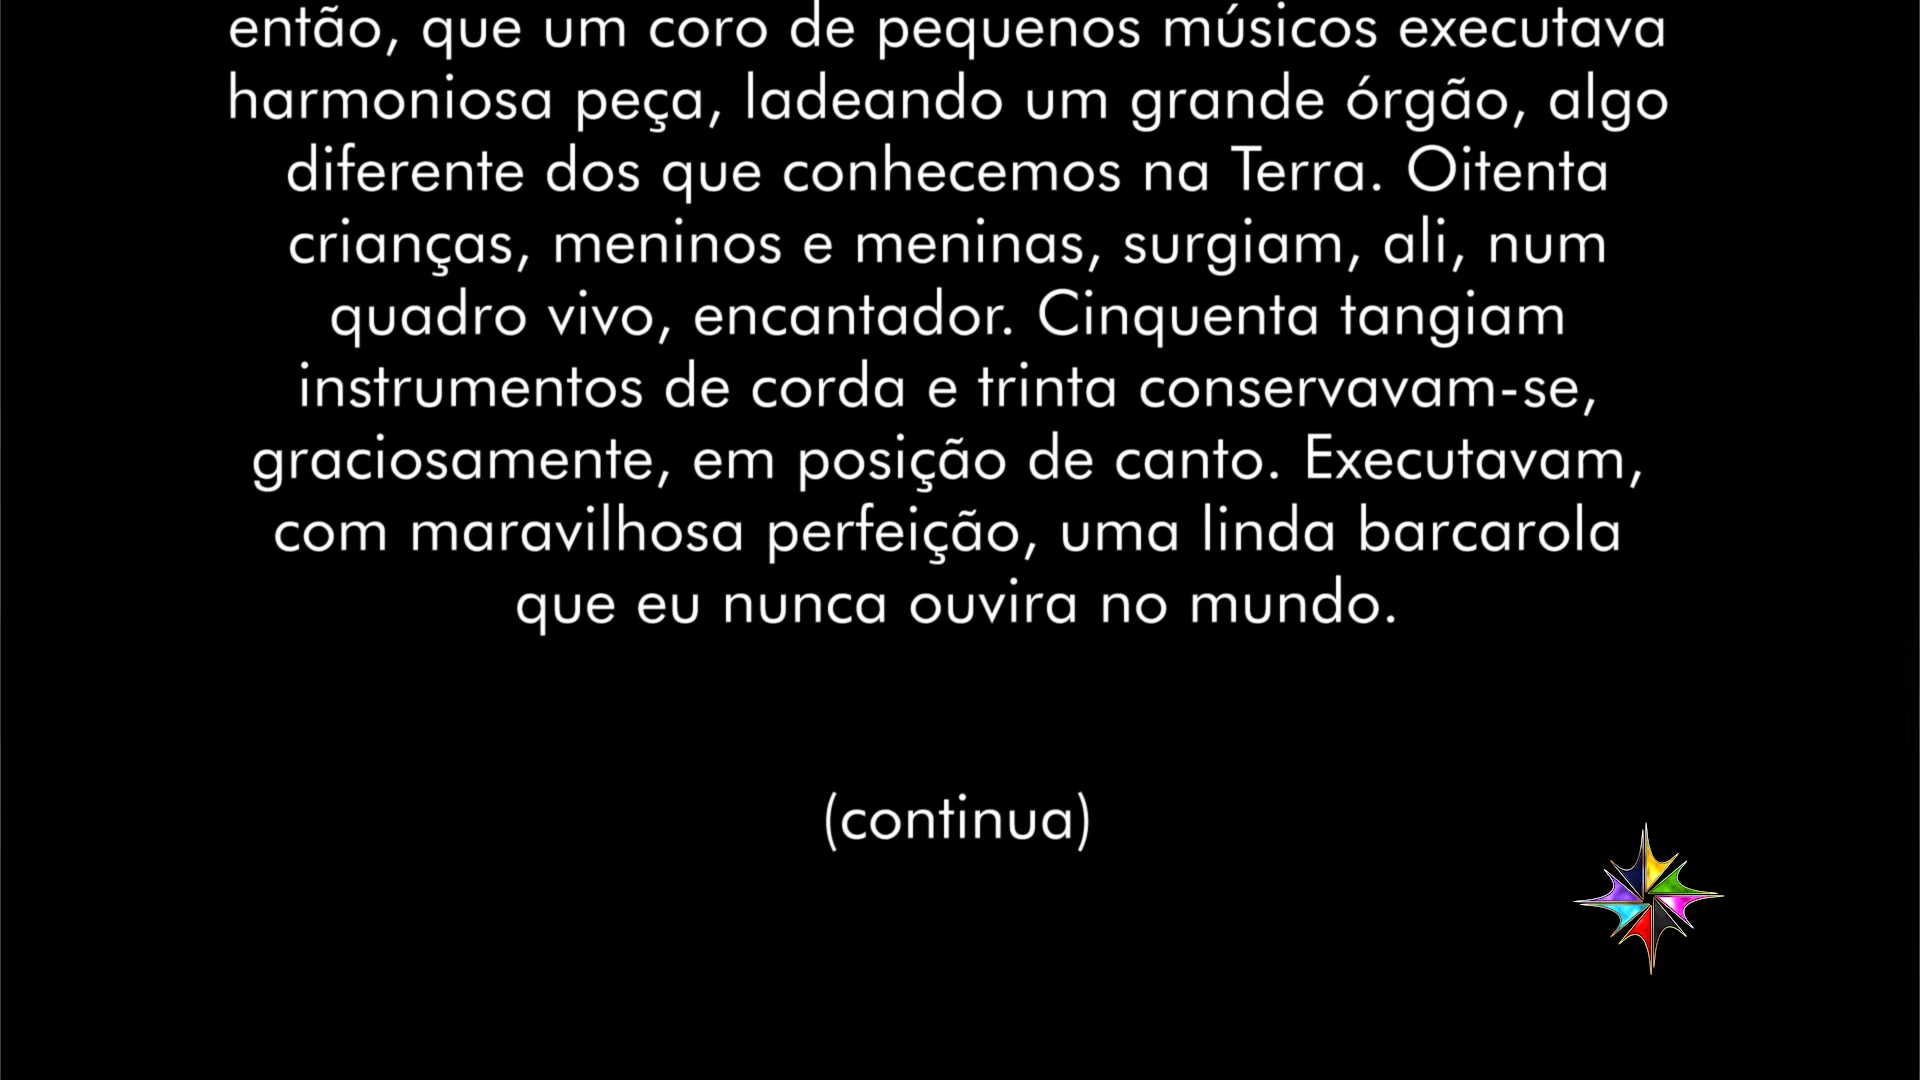 então, que um coro de pequenos músicos executava
harmoniosa peça, ladeando um grande órgão, algo
diferente dos que conhecemos na Terra. Oitenta
crianças, meninos e meninas, surgiam, ali, num
quadro vivo, encantador. Cinquenta tangiam
instrumentos de corda e trinta conservavam-se,
graciosamente, em posição de canto. Executavam,
com maravilhosa perfeição, uma linda barcarola
que eu nunca ouvira no mundo.
(continua)